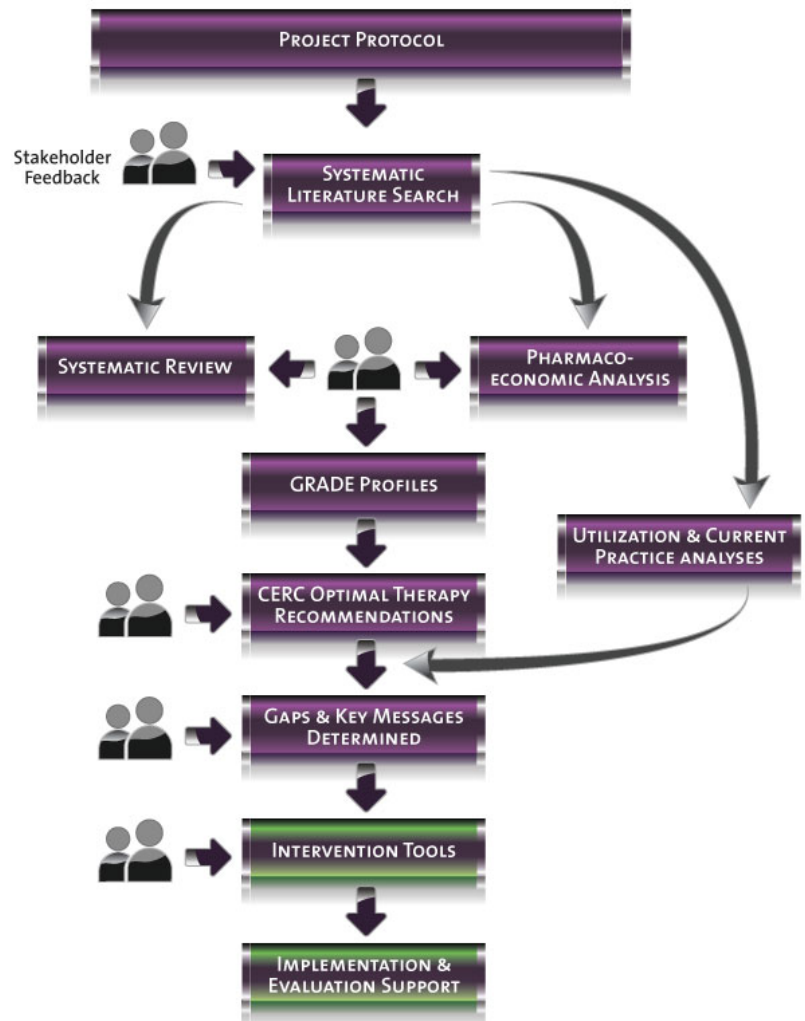 PROJECT PROTOCOL
Stakeholder
Feedback
SYSTEMATIC
LITERATURE SEARCH
SYSTEMATIC REVIEW
PHARMACO-
ECONOMIC ANALYSIS
GRADE PROFILES
UTILIZATION & CURRENT
PRACTICE ANALYSES
CERC OPTIMAL THERAPY
RECOMMENDATIONS
GAPS & KEY MESSAGES
DETERMINED
INTERVENTION TOOLS
IMPLEMENTATION &
EVALUATION SUPPORT